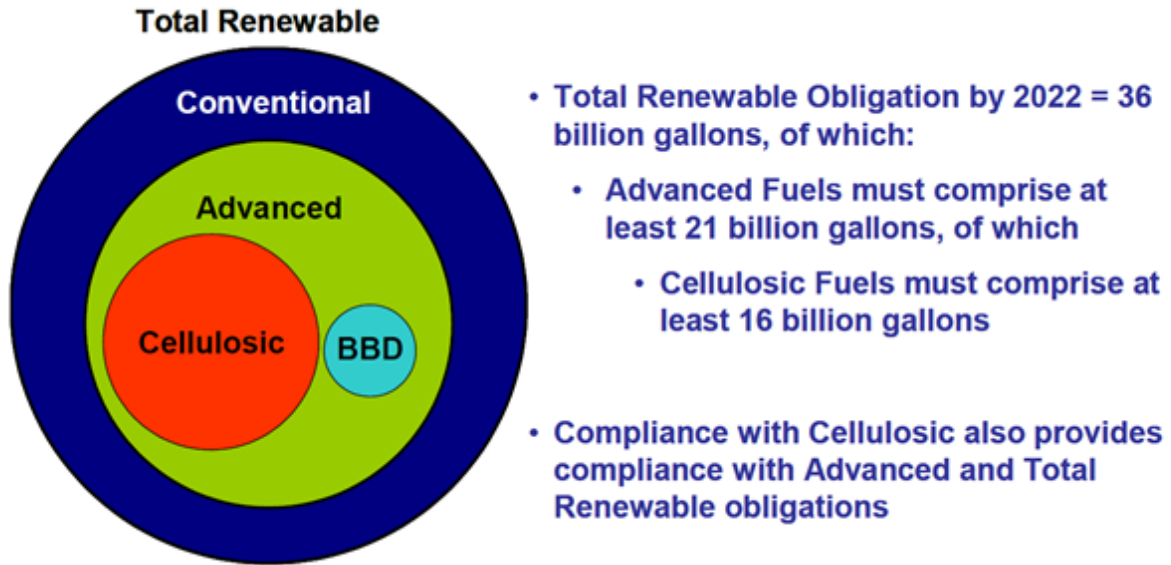 Total Renewable
Conventional
Advanced
Cellulosic
BBD
• Total Renewable Obligation by 2022 = 36
billion gallons, of which:
• Advanced Fuels must comprise at
least 21 billion gallons, of which
• Cellulosic Fuels must comprise at
least 16 billion gallons
• Compliance with Cellulosic also provides
compliance with Advanced and Total
Renewable obligations